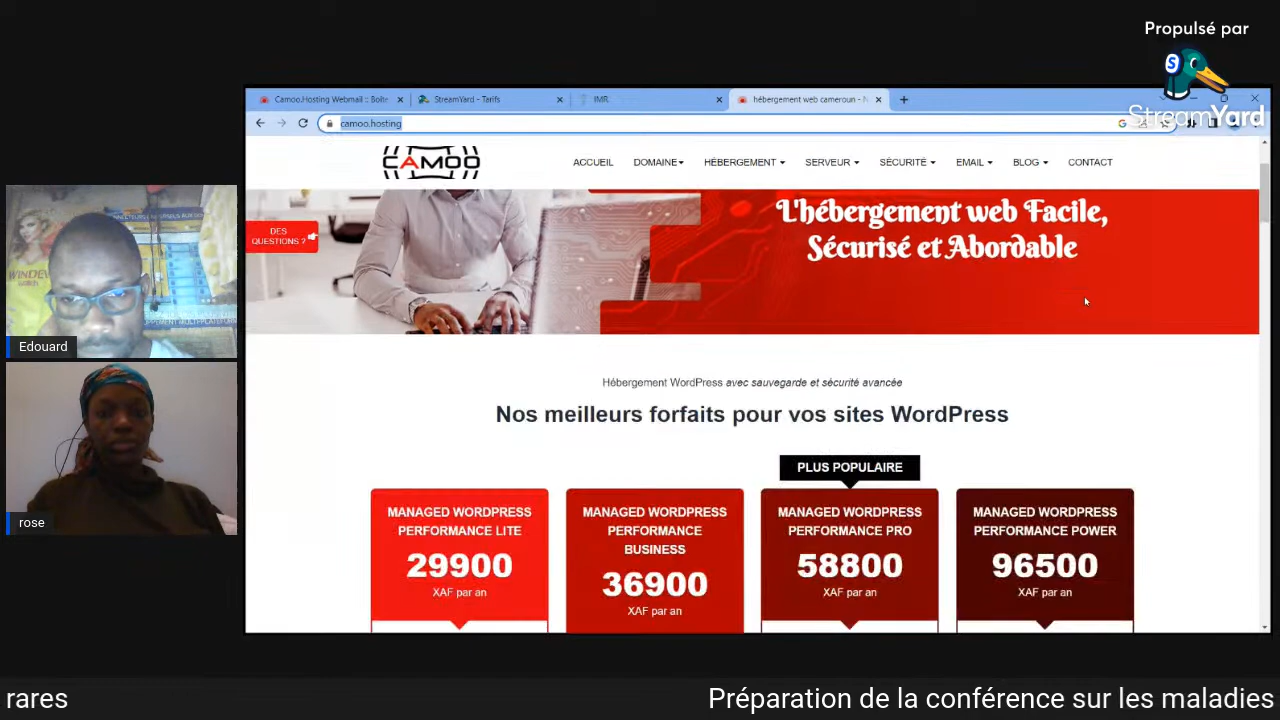 Propulsé par
StreamYard
Camoo.Hosting Webmail :: Boîte
StreamYard - Tarifs
IMR
hébergement web cameroun - N
camoo.hosting
CAMOO
ACCUEIL
DOMAINE
HÉBERGEMENT
SERVEUR
SÉCURITÉ
EMAIL
BLOG
CONTACT
DES
QUESTIONS ?
L'hébergement web Facile,
Sécurisé et Abordable
Hébergement WordPress avec sauvegarde et sécurité avancée
Nos meilleurs forfaits pour vos sites WordPress
PLUS POPULAIRE
MANAGED WORDPRESS
PERFORMANCE LITE
29900
XAF par an
MANAGED WORDPRESS
PERFORMANCE
BUSINESS
36900
XAF par an
MANAGED WORDPRESS
PERFORMANCE PRO
58800
XAF par an
MANAGED WORDPRESS
PERFORMANCE POWER
96500
XAF par an
WINDEV
Edouard
rose
rares
Préparation de la conférence sur les maladies